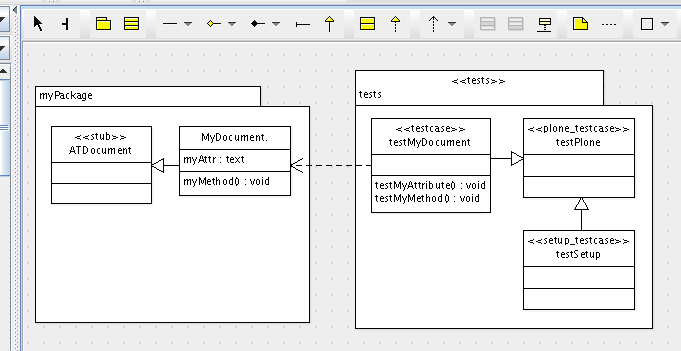 myPackage
<<stub>>
ATDocument
MyDocument.
myAttr : text
myMethod() : void
<<tests>>
tests
<<testcase>>
testMyDocument
testMyAttribute() : void
testMyMethod() : void
<<plone_testcase>>
testPlone
<<setup_testcase>>
testSetup